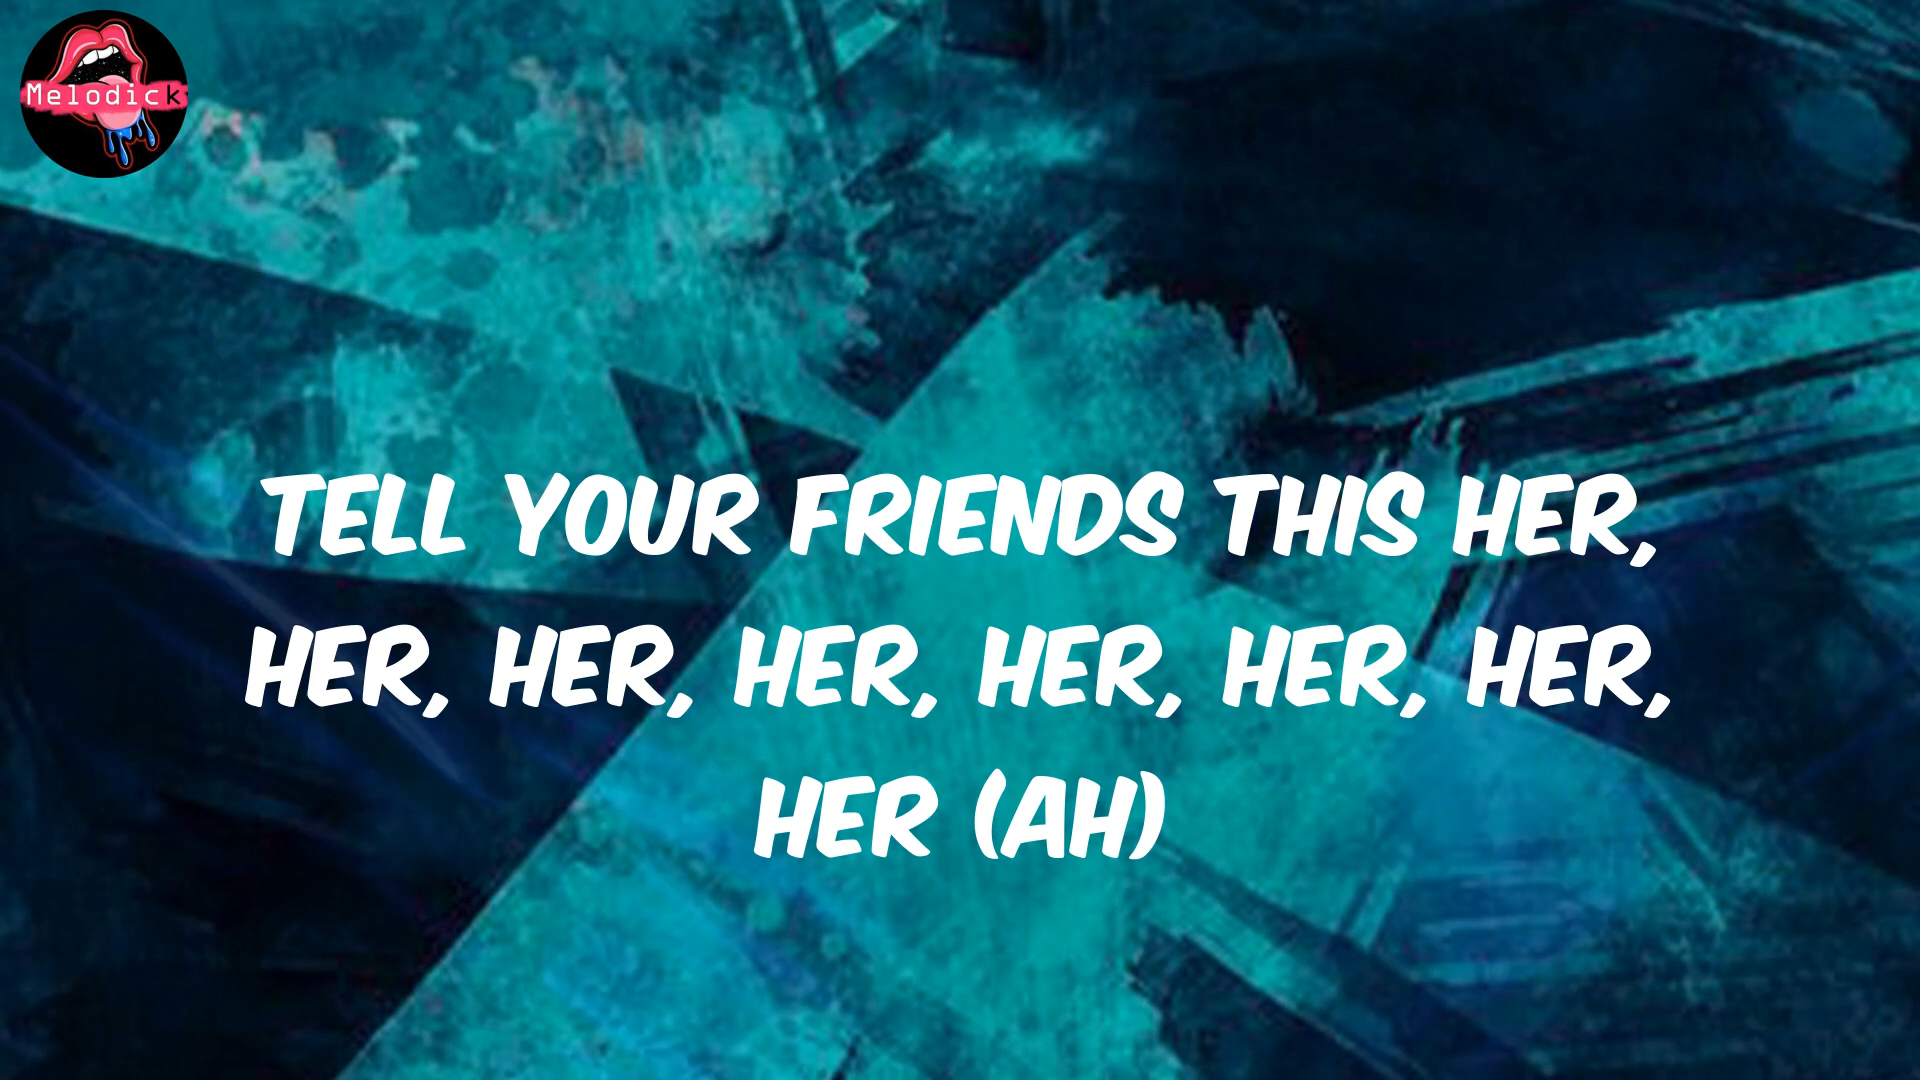 Melodick
TELL YOUR FRIENDS THIS HER,
HER, HER, HER, HER, HER, HER,
HER (AH)